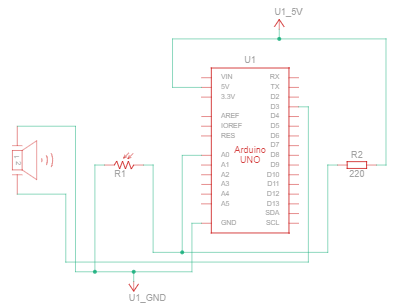 U1_5V
U1
VIN
5V
3.3V
AREF
IOREF
RES
A0
A1
A2
A3
A4
A5
GND
RX
TX
D2
D3
D4
D5
D6
D7
D8
D9
D10
D11
D12
D13
SDA
SCL
Arduino
UNO
R1
R2
220
U1_GND